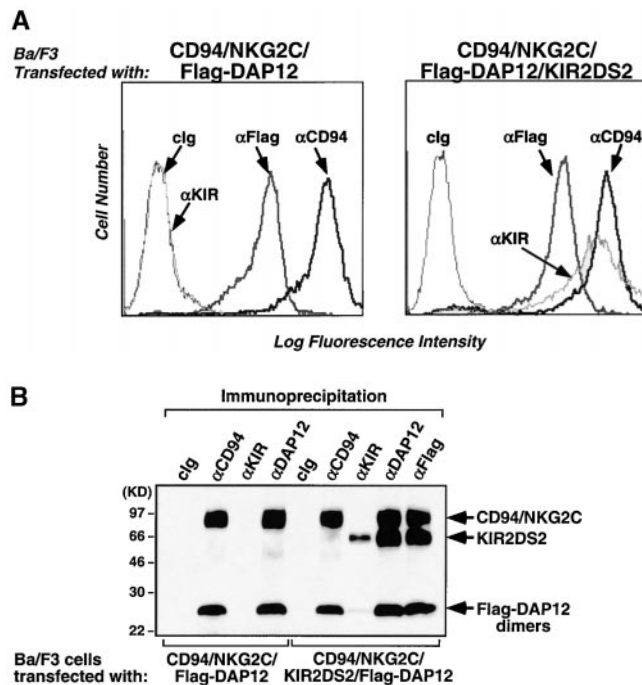 A
Ba/F3
Transfected with:
CD94/NKG2C/
Flag-DAP12
CD94/NKG2C/
Flag-DAP12/KIR2DS2
cIg
αFlag
αCD94
αKIR
cIg
αFlag
αCD94
αKIR
Cell Number
Log Fluorescence Intensity
B
Immunoprecipitation
cIg
αCD94
αKIR
αDAP12
cIg
αCD94
αKIR
αDAP12
αFlag
(KD)
97
66
46
30
22
CD94/NKG2C
KIR2DS2
Flag-DAP12
dimers
Ba/F3 cells
transfected with:
CD94/NKG2C/
Flag-DAP12
CD94/NKG2C/
KIR2DS2/Flag-DAP12